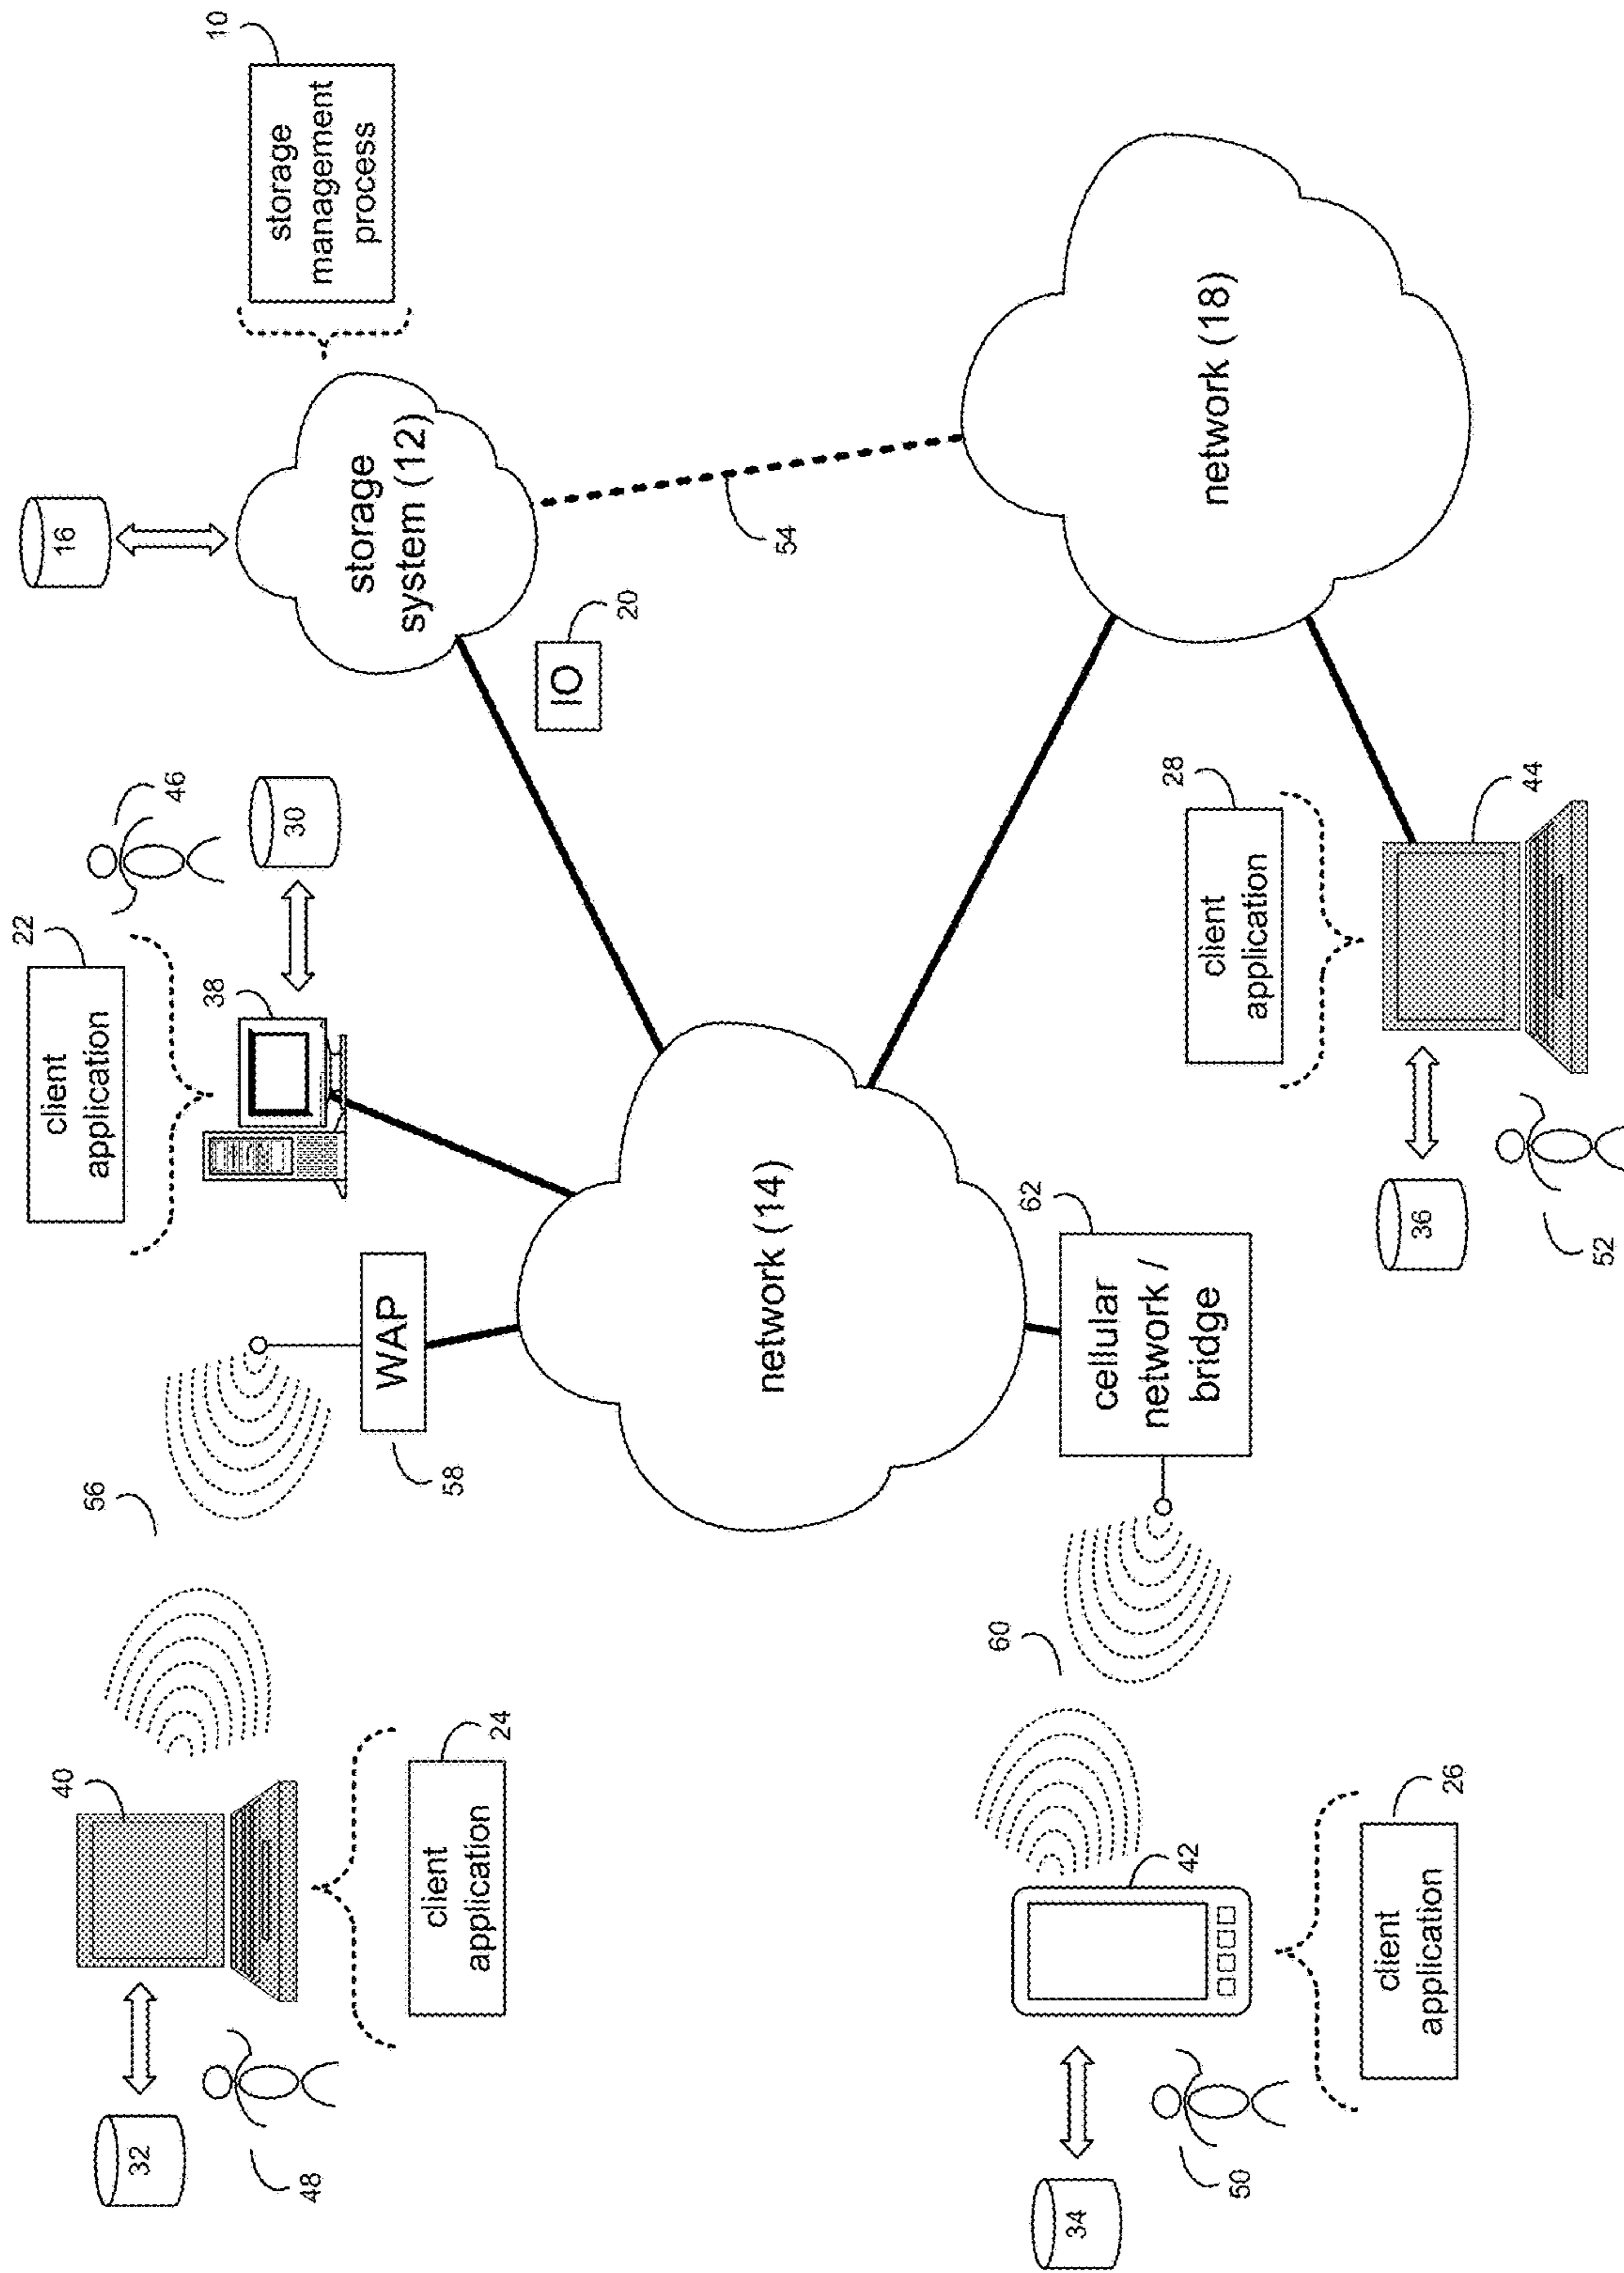 10
storage
management
process
16
storage
system (12)
54
network (18)
IO
20
46
30
22
client
application
38
28
client
application
44
36
52
56
WAP
58
network (14)
62
cellular
network /
bridge
60
40
32
48
24
client
application
42
34
50
26
client
application